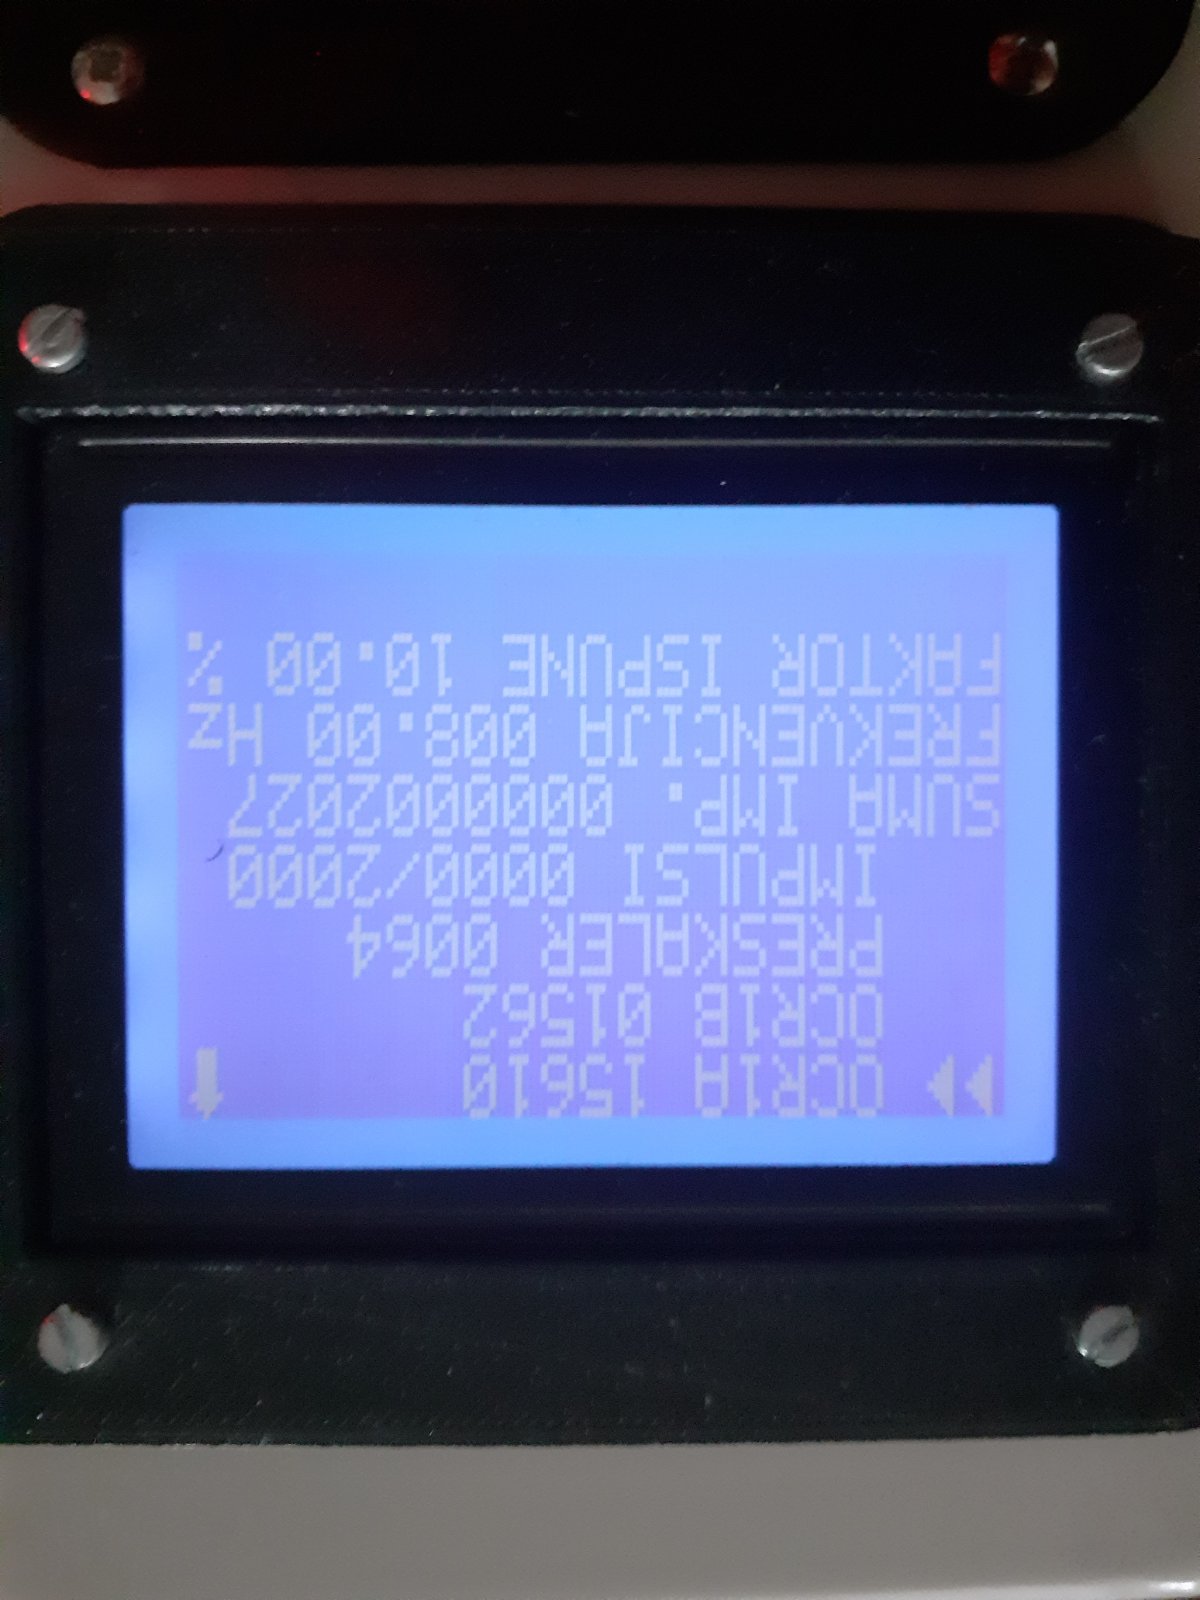 OCR1A 15610
OCR1B 01562
PRESKALER 0064
IMPULSI 0000/2000
SUMA IMP. 0000002027
FREKVENCIJA 008.00 Hz
FAKTOR ISPUNE 10.00 %